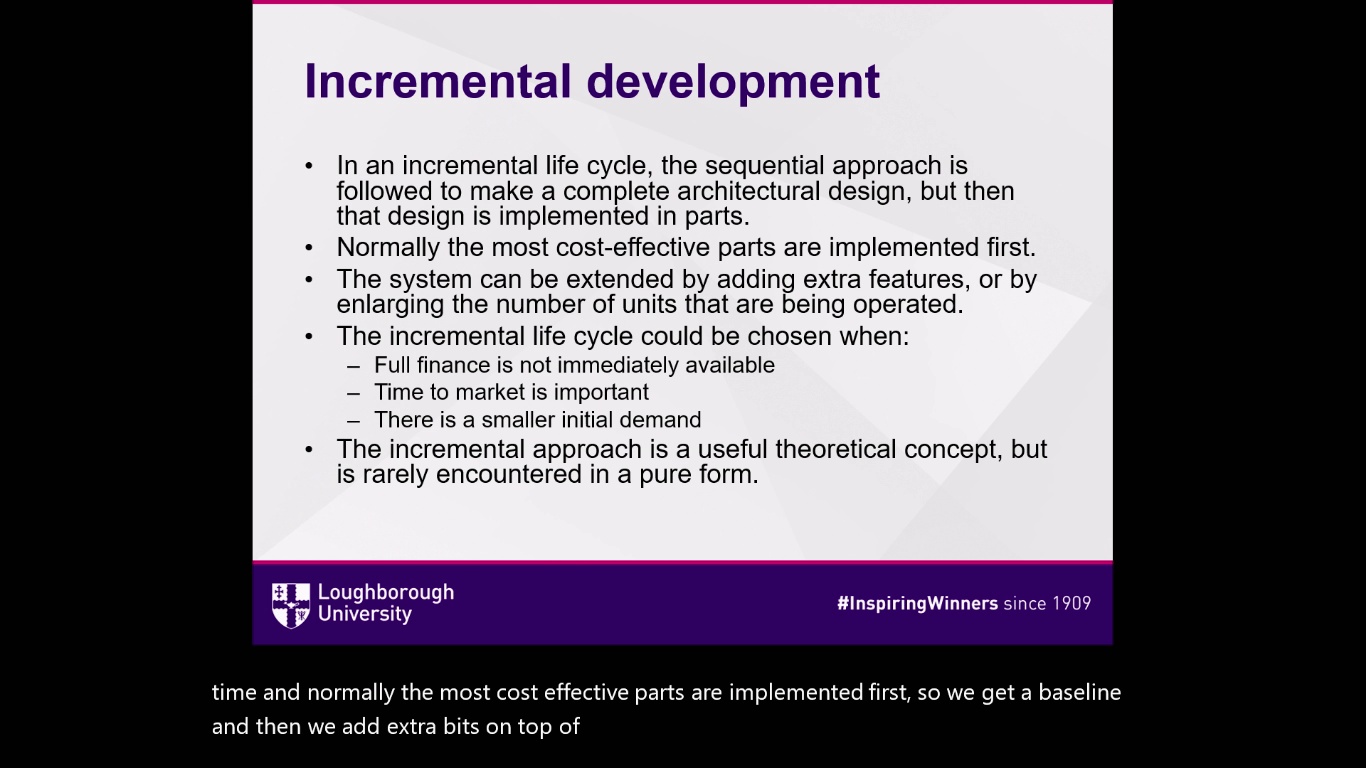 Incremental development
• In an incremental life cycle, the sequential approach is
followed to make a complete architectural design, but then
that design is implemented in parts.
• Normally the most cost-effective parts are implemented first.
• The system can be extended by adding extra features, or by
enlarging the number of units that are being operated.
• The incremental life cycle could be chosen when:
– Full finance is not immediately available
– Time to market is important
– There is a smaller initial demand
• The incremental approach is a useful theoretical concept, but
is rarely encountered in a pure form.
Loughborough
University
#InspiringWinners since 1909
time and normally the most cost effective parts are implemented first, so we get a baseline
and then we add extra bits on top of